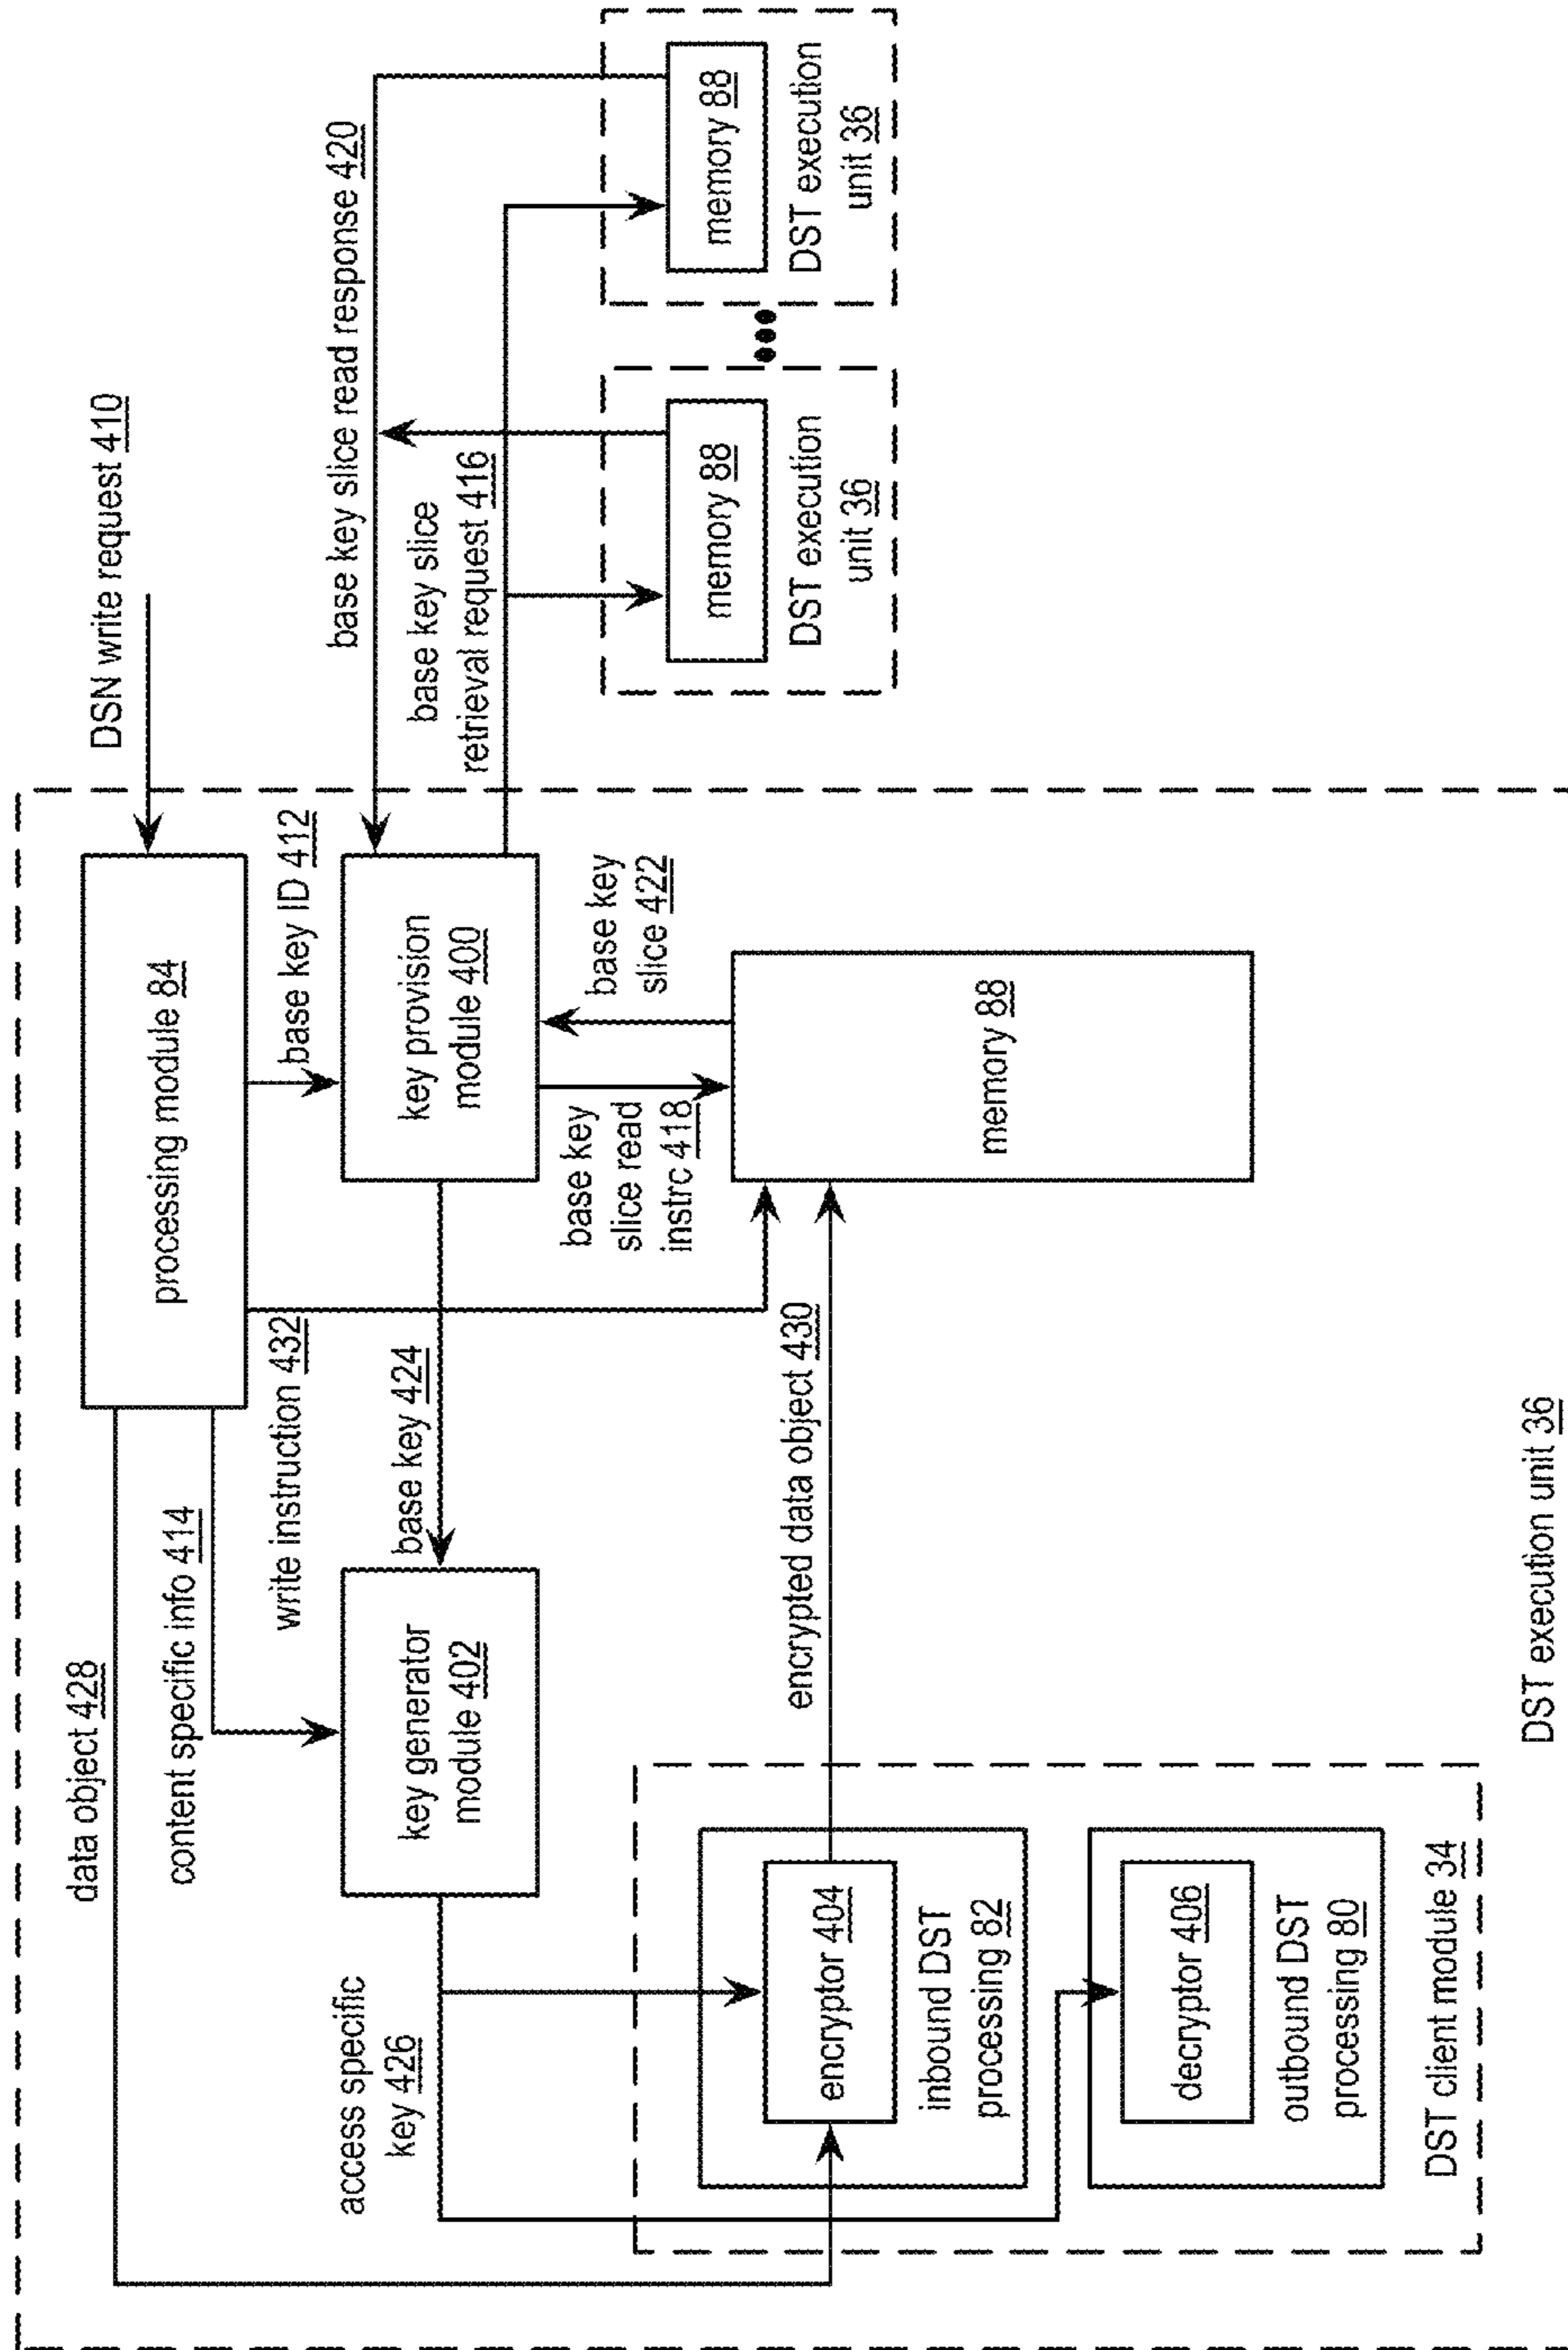 DSN write request 410
processing module 84
data object 428
content specific info 414
write instruction 432
base key ID 412
base key slice read response 420
key generator
module 402
base key 424
key provision
module 400
base key slice
retrieval request 416
access specific
key 426
base key
slice read
instrc 418
base key
slice 422
memory 88
DST execution
unit 36
memory 88
DST execution
unit 36
encryptor 404
inbound DST
processing 82
encrypted data object 430
memory 88
decryptor 406
outbound DST
processing 80
DST client module 34
DST execution unit 36